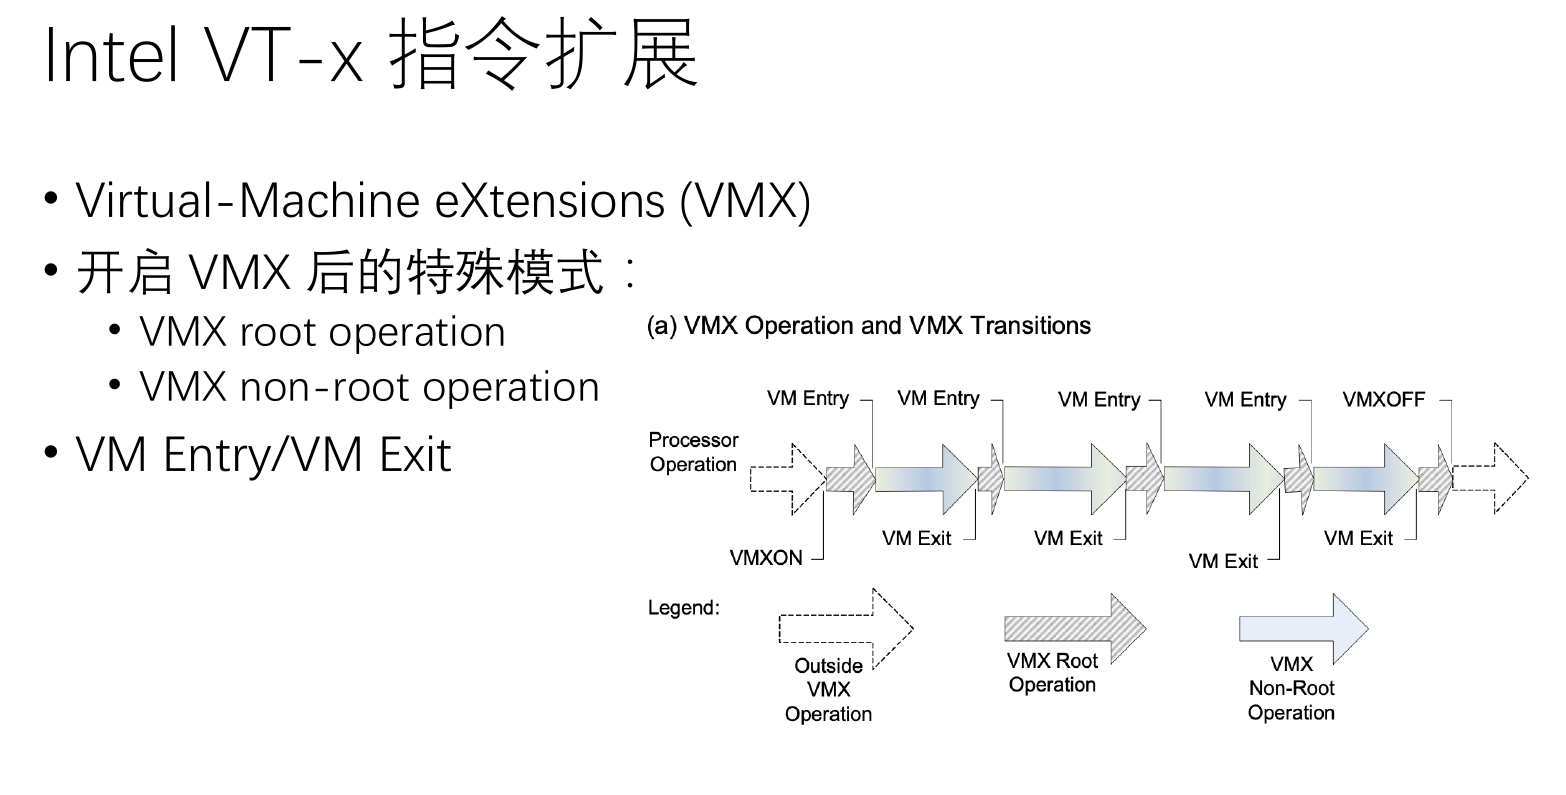 Intel VT-x 指令扩展
• Virtual-Machine eXtensions (VMX)
• 开启 VMX 后的特殊模式：
• VMX root operation
• VMX non-root operation
• VM Entry/VM Exit
(a) VMX Operation and VMX Transitions
VM Entry VM Entry VM Entry VM Entry VMXOFF
Processor
Operation
VM Exit VM Exit VM Exit
VMXON VM Exit
Legend:
Outside
VMX
Operation
VMX Root
Operation
VMX
Non-Root
Operation